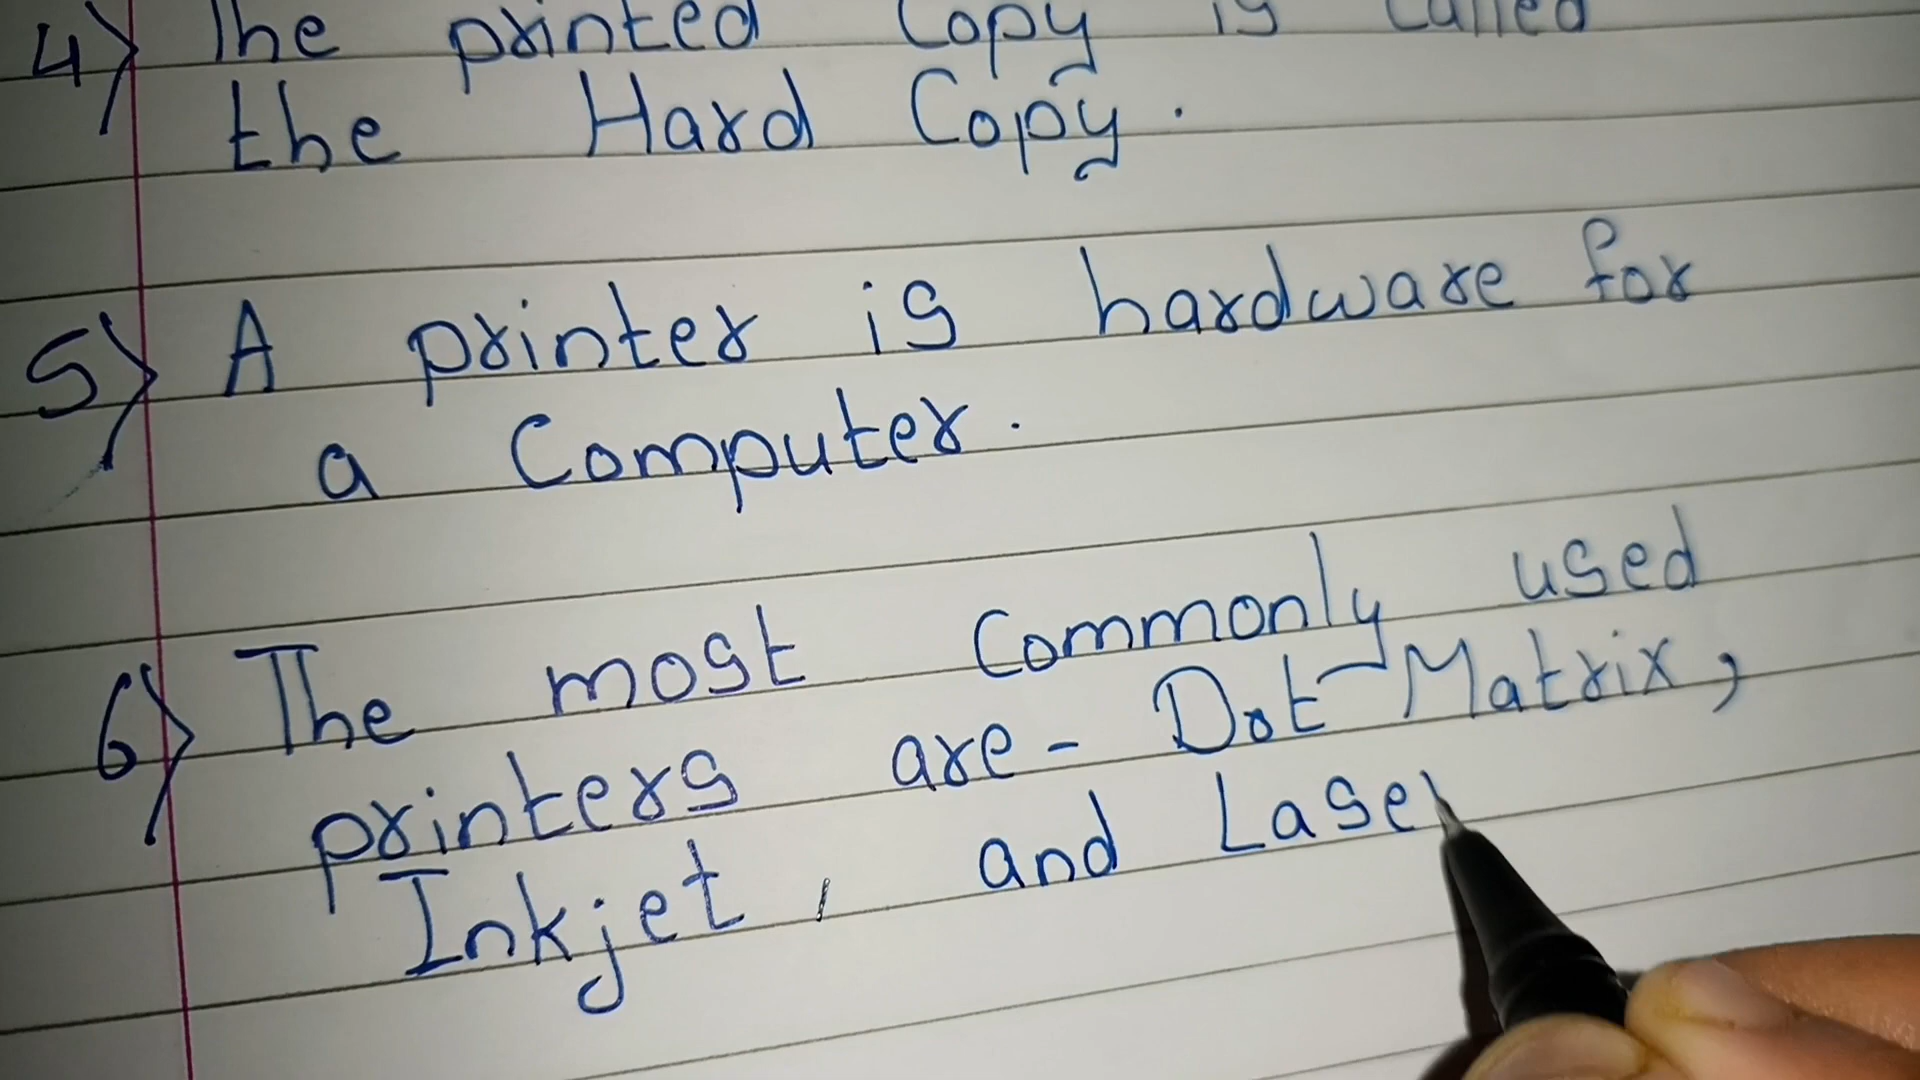 4) The printed Copy is called
the Hard Copy.
5) A printer is hardware for
a Computer.
6) The most Commonly used
printers are - Dot-Matrix,
Inkjet, and Lase